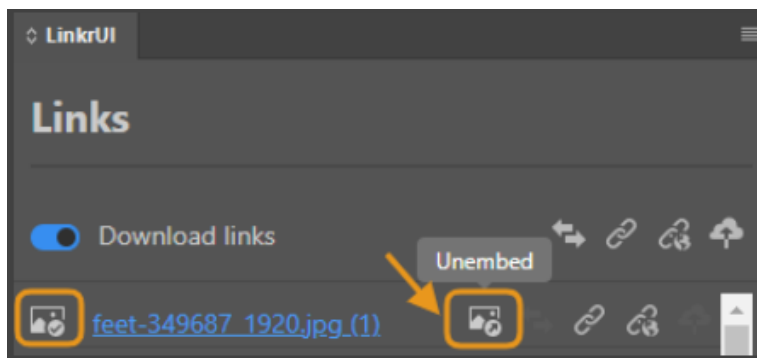 LinkrUI
Links
Download links
Unembed
feet-349687_1920.jpg (1)